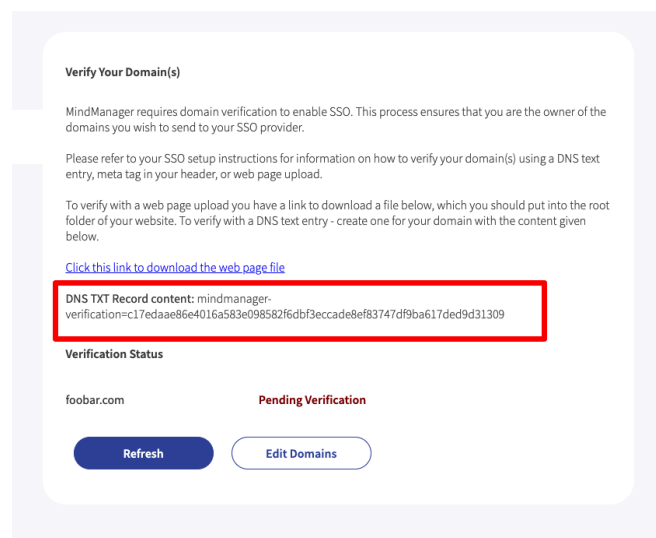 Verify Your Domain(s)
MindManager requires domain verification to enable SSO. This process ensures that you are the owner of the
domains you wish to send to your SSO provider.
Please refer to your SSO setup instructions for information on how to verify your domain(s) using a DNS text
entry, meta tag in your header, or web page upload.
To verify with a web page upload you have a link to download a file below, which you should put into the root
folder of your website. To verify with a DNS text entry - create one for your domain with the content given
below.
Click this link to download the web page file
DNS TXT Record content: mindmanager-
verification=c17edaae86e4016a583e098582f6dbf3eccade8ef83747df9ba617ded9d31309
Verification Status
foobar.com Pending Verification
Refresh Edit Domains